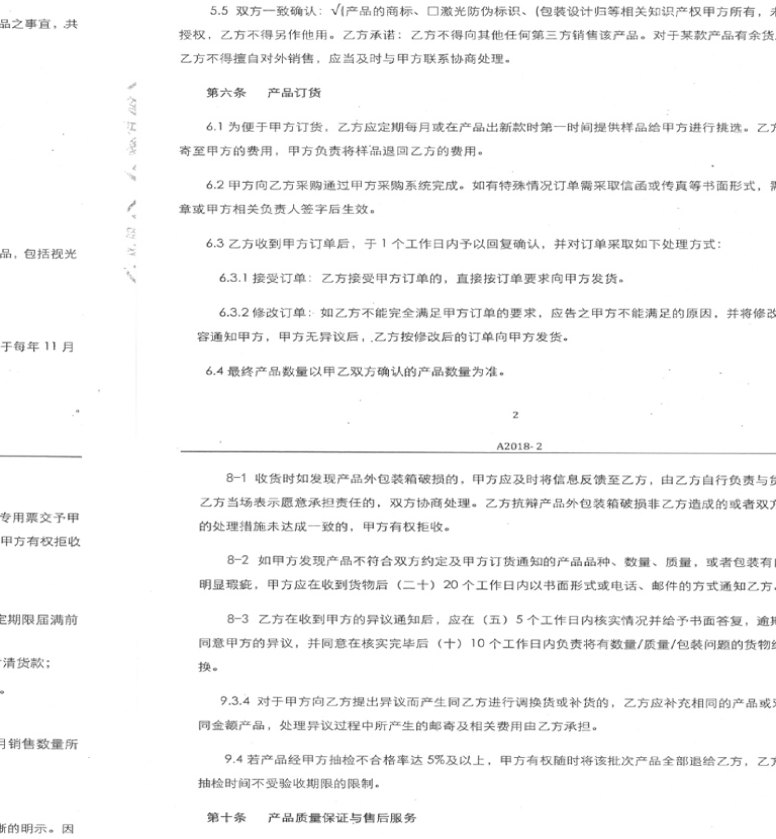 品之事宜，共
品，包括视光
于每年 11 月
专用票交予甲
甲方有权拒收
定期限届满前
清货款；
月销售数量所
晰的明示。因
5.5 双方一致确认：√(产品的商标、□激光防伪标识、(包装设计归等相关知识产权甲方所有，未
授权，乙方不得另作他用。乙方承诺：乙方不得向其他任何第三方销售该产品。对于某款产品有余货
乙方不得擅自对外销售，应当及时与甲方联系协商处理。
第六条 产品订货
6.1 为便于甲方订货，乙方应定期每月或在产品出新款时第一时间提供样品给甲方进行挑选。乙方
寄至甲方的费用，甲方负责将样品退回乙方的费用。
6.2 甲方向乙方采购通过甲方采购系统完成。如有特殊情况订单需采取信函或传真等书面形式，需
章或甲方相关负责人签字后生效。
6.3 乙方收到甲方订单后，于 1 个工作日内予以回复确认，并对订单采取如下处理方式：
6.3.1 接受订单：乙方接受甲方订单的，直接按订单要求向甲方发货。
6.3.2 修改订单：如乙方不能完全满足甲方订单的要求，应告之甲方不能满足的原因，并将修改
容通知甲方，甲方无异议后，乙方按修改后的订单向甲方发货。
6.4 最终产品数量以甲乙双方确认的产品数量为准。
2
A2018- 2
8-1 收货时如发现产品外包装箱破损的，甲方应及时将信息反馈至乙方，由乙方自行负责与货
乙方当场表示愿意承担责任的，双方协商处理。乙方抗辩产品外包装箱破损非乙方造成的或者双方
的处理措施未达成一致的，甲方有权拒收。
8-2 如甲方发现产品不符合双方约定及甲方订货通知的产品品种、数量、质量，或者包装有
明显瑕疵，甲方应在收到货物后（二十）20 个工作日内以书面形式或电话、邮件的方式通知乙方。
8-3 乙方在收到甲方的异议通知后，应在（五）5 个工作日内核实情况并给予书面答复，逾期
同意甲方的异议，并同意在核实完毕后（十）10 个工作日内负责将有数量/质量/包装问题的货物
换。
9.3.4 对于甲方向乙方提出异议而产生同乙方进行调换货或补货的，乙方应补充相同的产品或
同金额产品，处理异议过程中所产生的邮寄及相关费用由乙方承担。
9.4 若产品经甲方抽检不合格率达 5%及以上，甲方有权随时将该批次产品全部退给乙方，乙方
抽检时间不受验收期限的限制。
第十条 产品质量保证与售后服务